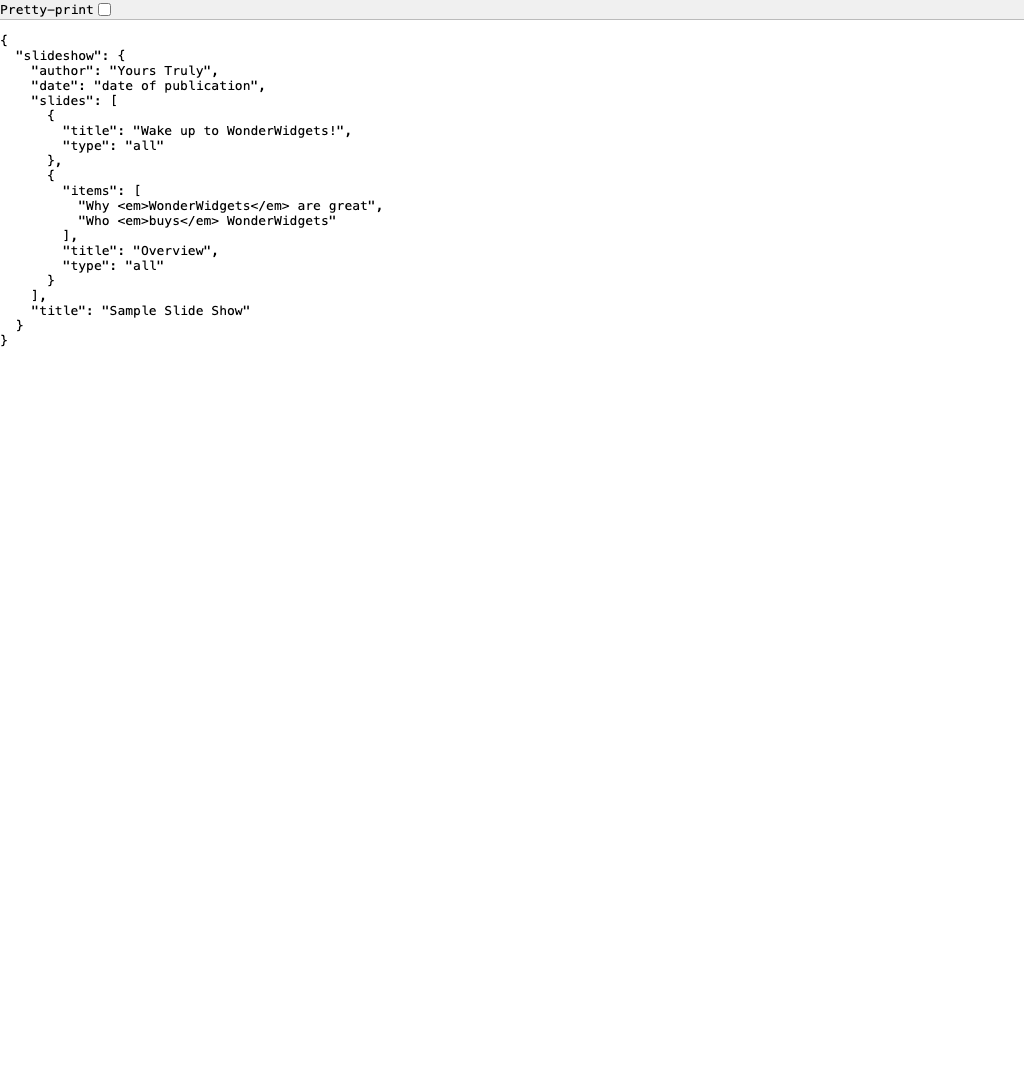 Pretty-print
{
  "slideshow": {
    "author": "Yours Truly",
    "date": "date of publication",
    "slides": [
      {
        "title": "Wake up to WonderWidgets!",
        "type": "all"
      },
      {
        "items": [
          "Why <em>WonderWidgets</em> are great",
          "Who <em>buys</em> WonderWidgets"
        ],
        "title": "Overview",
        "type": "all"
      }
    ],
    "title": "Sample Slide Show"
  }
}